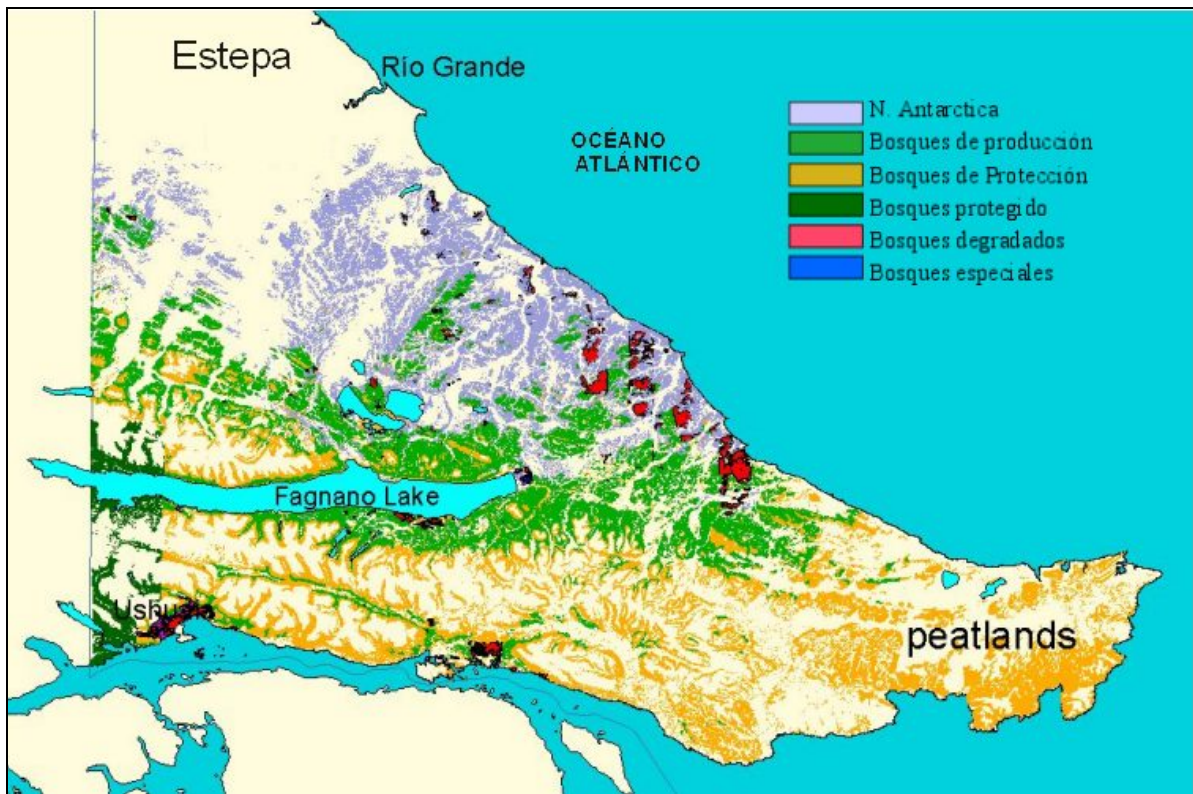 Estepa
Río Grande
OCÉANO
ATLÁNTICO
N. Antarctica
Bosques de producción
Bosques de Protección
Bosques protegido
Bosques degradados
Bosques especiales
Fagnano Lake
Ushuaia
peatlands